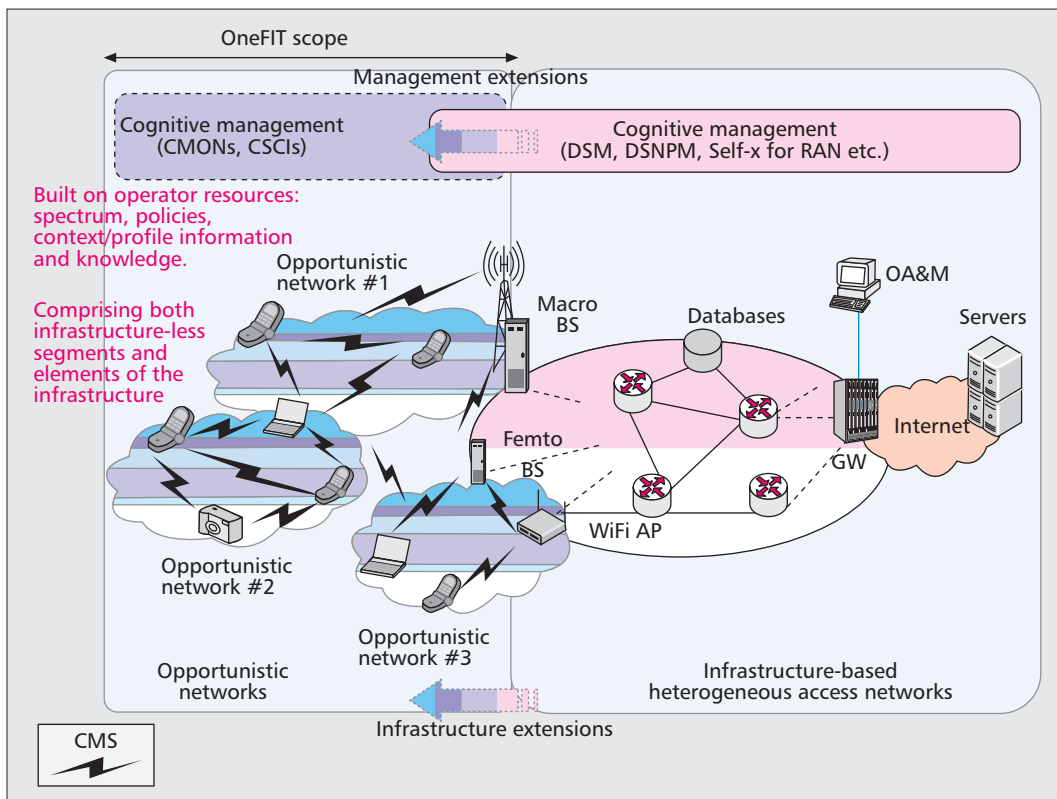 OneFIT scope
Management extensions
Cognitive management
(CMONs, CSCIs)
Cognitive management
(DSM, DSNPM, Self-x for RAN etc.)
Built on operator resources:
spectrum, policies,
context/profile information
and knowledge.
Comprising both
infrastructure-less
segments and
elements of the
infrastructure
Opportunistic
network #1
Macro
BS
Databases
OA&M
Servers
Internet
GW
Femto
BS
WiFi AP
Opportunistic
network #2
Opportunistic
network #3
Opportunistic
networks
Infrastructure-based
heterogeneous access networks
Infrastructure extensions
CMS